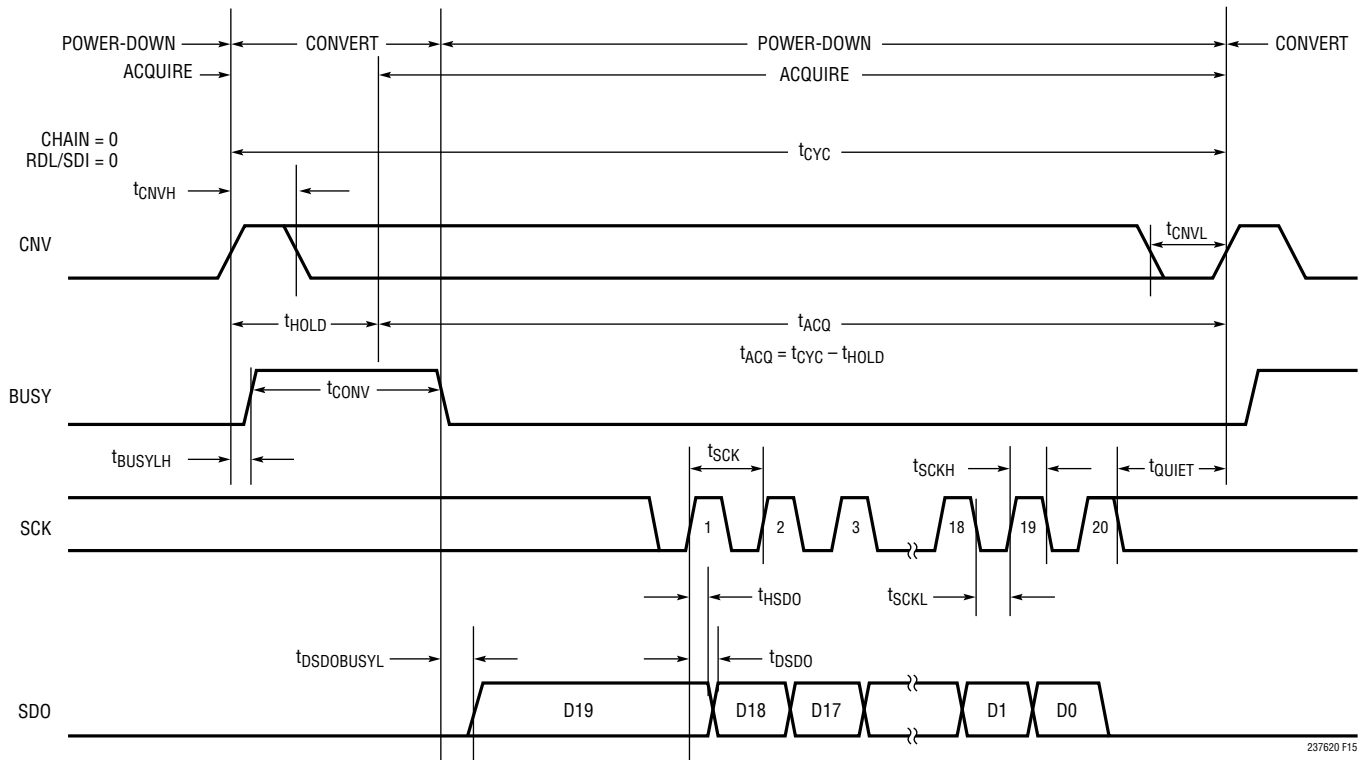 POWER-DOWN
CONVERT
POWER-DOWN
CONVERT
ACQUIRE
ACQUIRE
CHAIN = 0
RDL/SDI = 0
tCYC
tCNVH
CNV
tCNVL
tHOLD
tACQ
tACQ = tCYC – tHOLD
BUSY
tCONV
tBUSYLH
tSCK
tSCKH
tQUIET
SCK
1
2
3
18
19
20
tHSDO
tSCKL
tDSDOBUSYL
tDSDO
SDO
D19
D18
D17
D1
D0
237620 F15